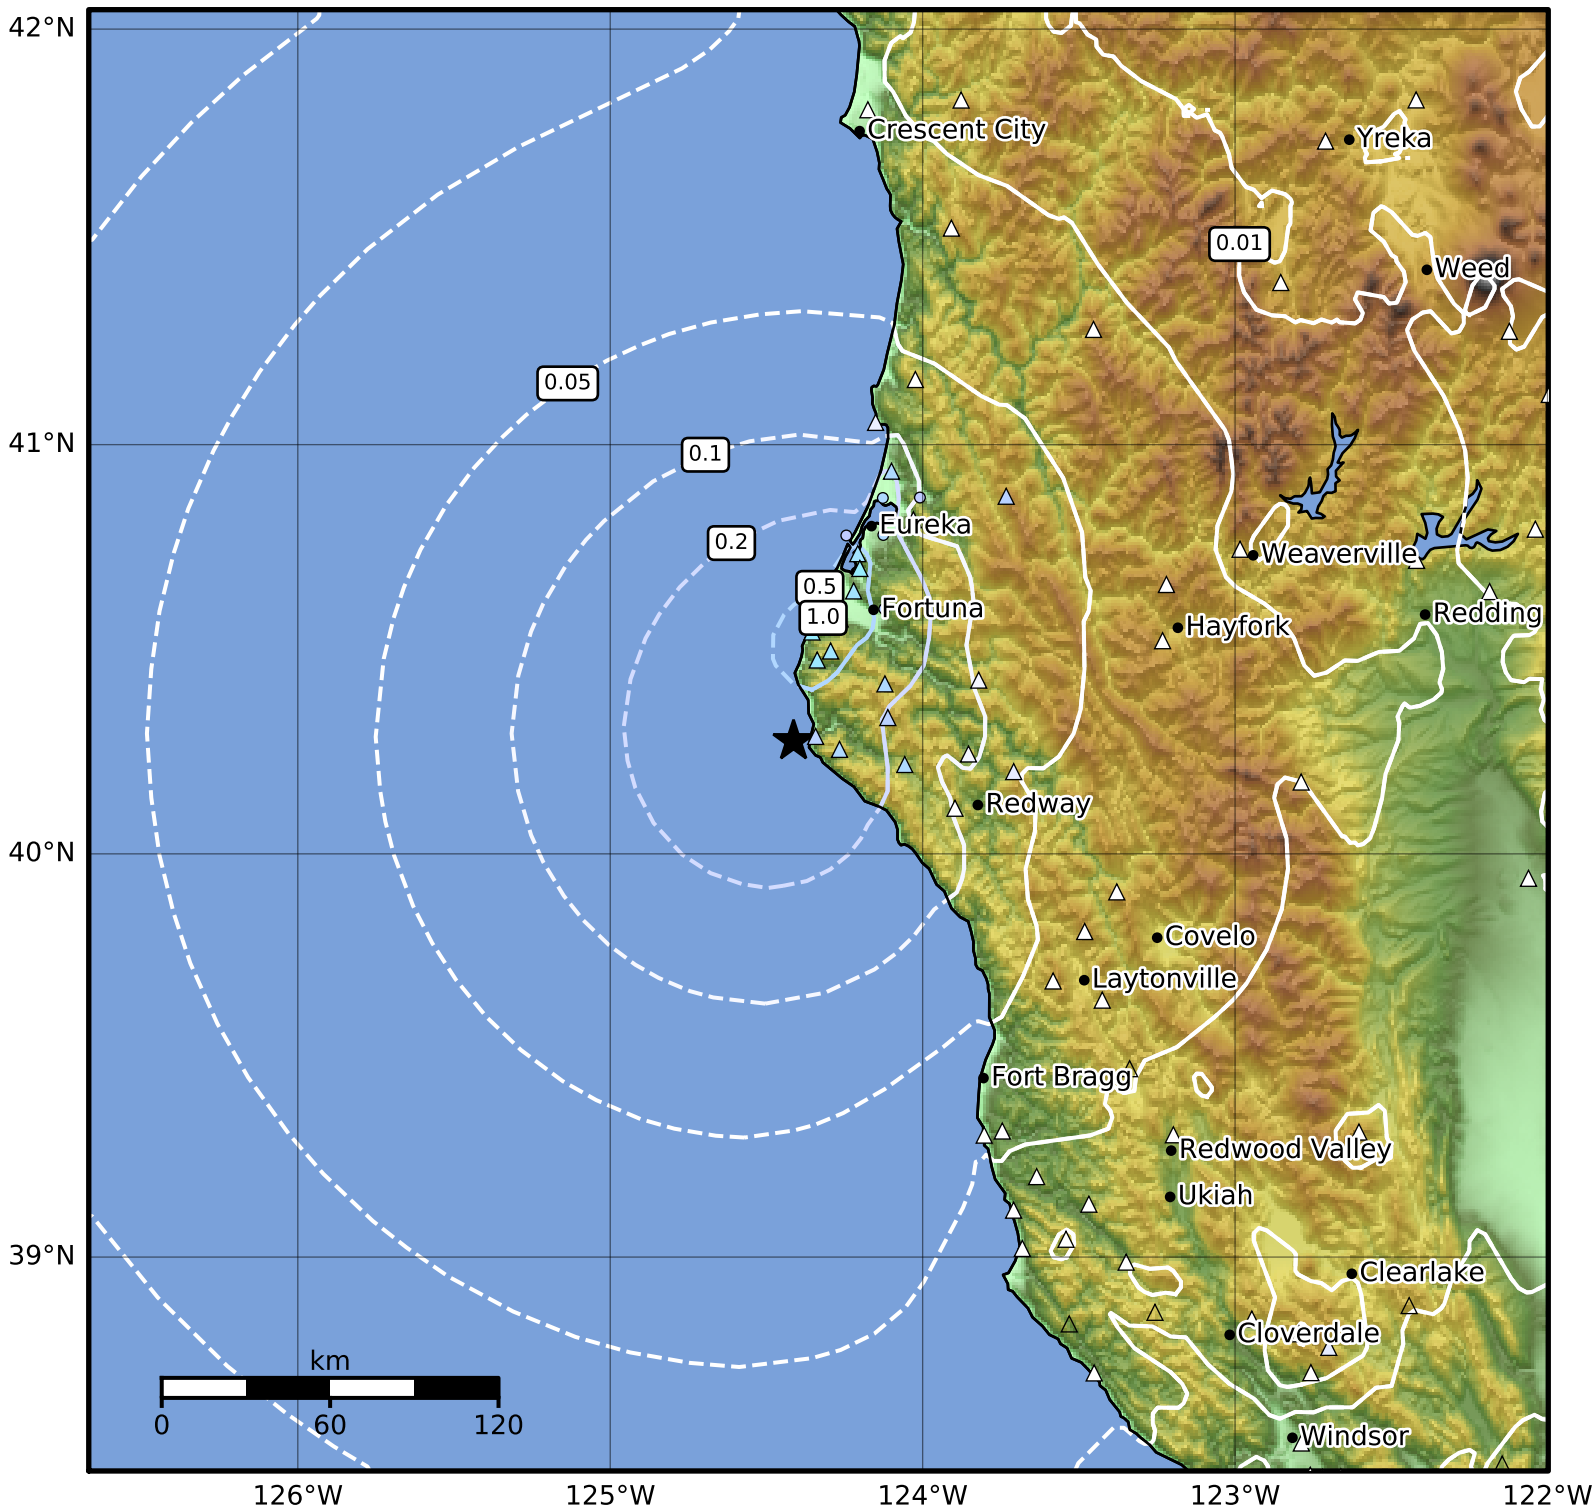 42°N
Crescent City
Yreka
0.01
Weed
0.05
41°N
0.1
Eureka
0.2
Weaverville
0.5
Fortuna
1.0
Redding
Hayfork
Redway
40°N
Covelo
Laytonville
Fort Bragg
Redwood Valley
Ukiah
39°N
Clearlake
Cloverdale
km
0 60 120
Windsor
126°W 125°W 124°W 123°W 122°W